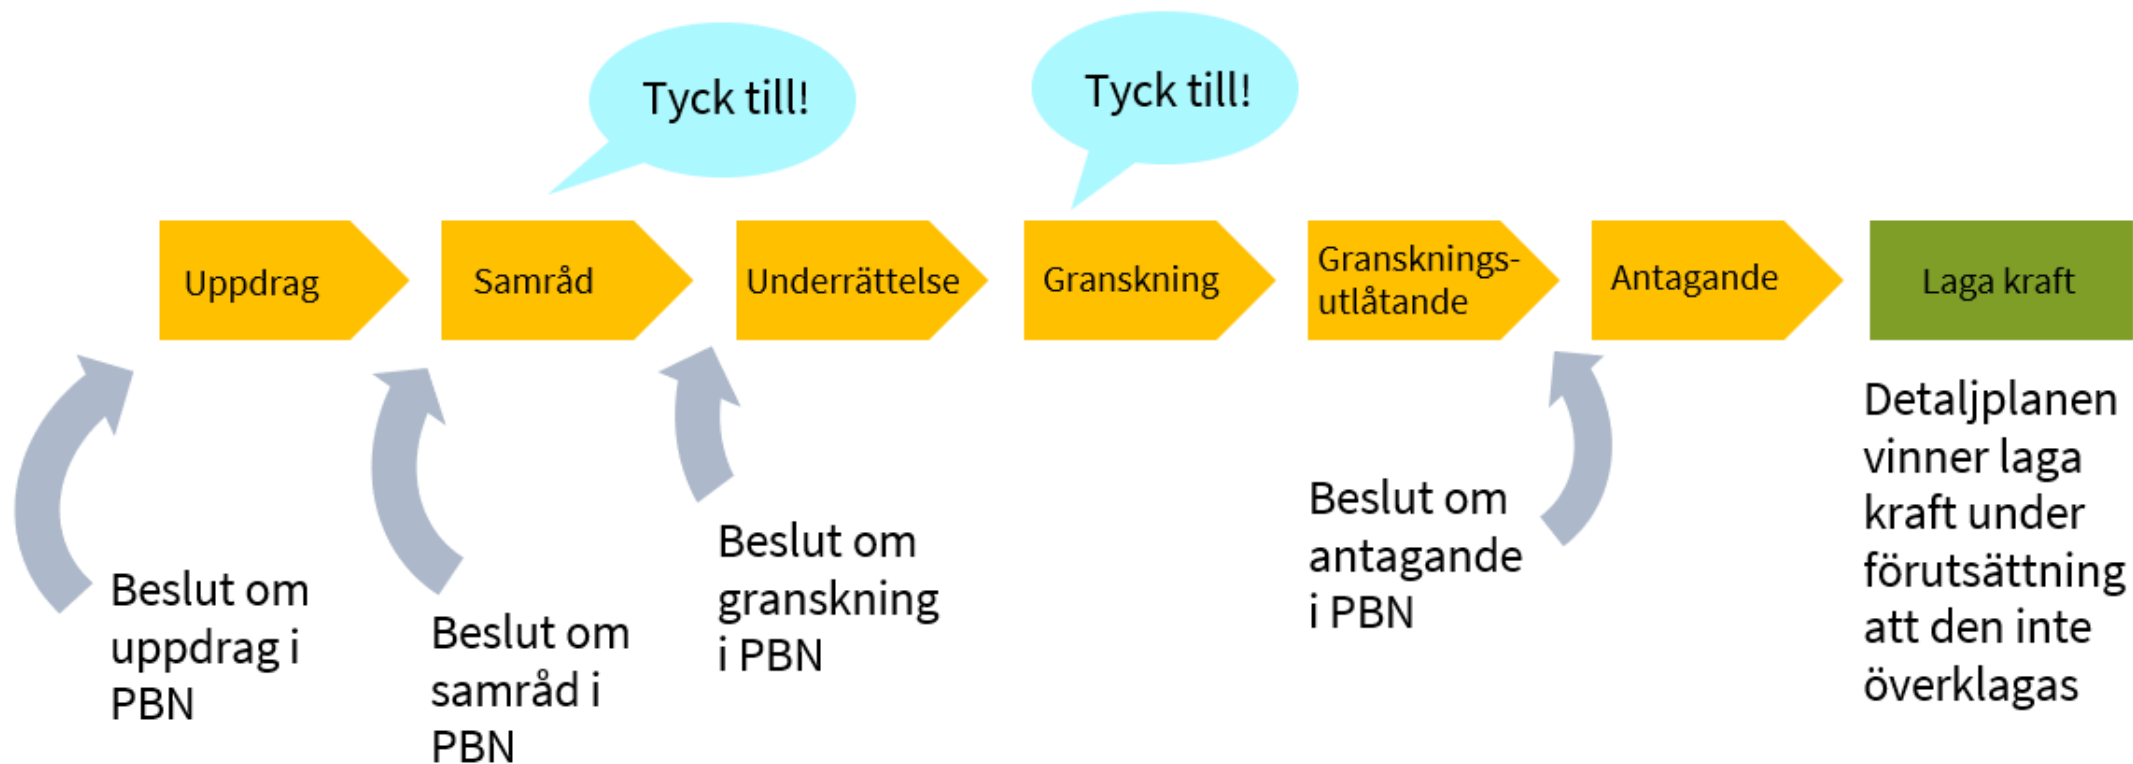 Tyck till!
Tyck till!
Uppdrag
Samråd
Underrättelse
Granskning
Gransknings-
utlåtande
Antagande
Laga kraft
Beslut om
uppdrag i
PBN
Beslut om
samråd i
PBN
Beslut om
granskning
i PBN
Beslut om
antagande
i PBN
Detaljplanen
vinner laga
kraft under
förutsättning
att den inte
överklagas